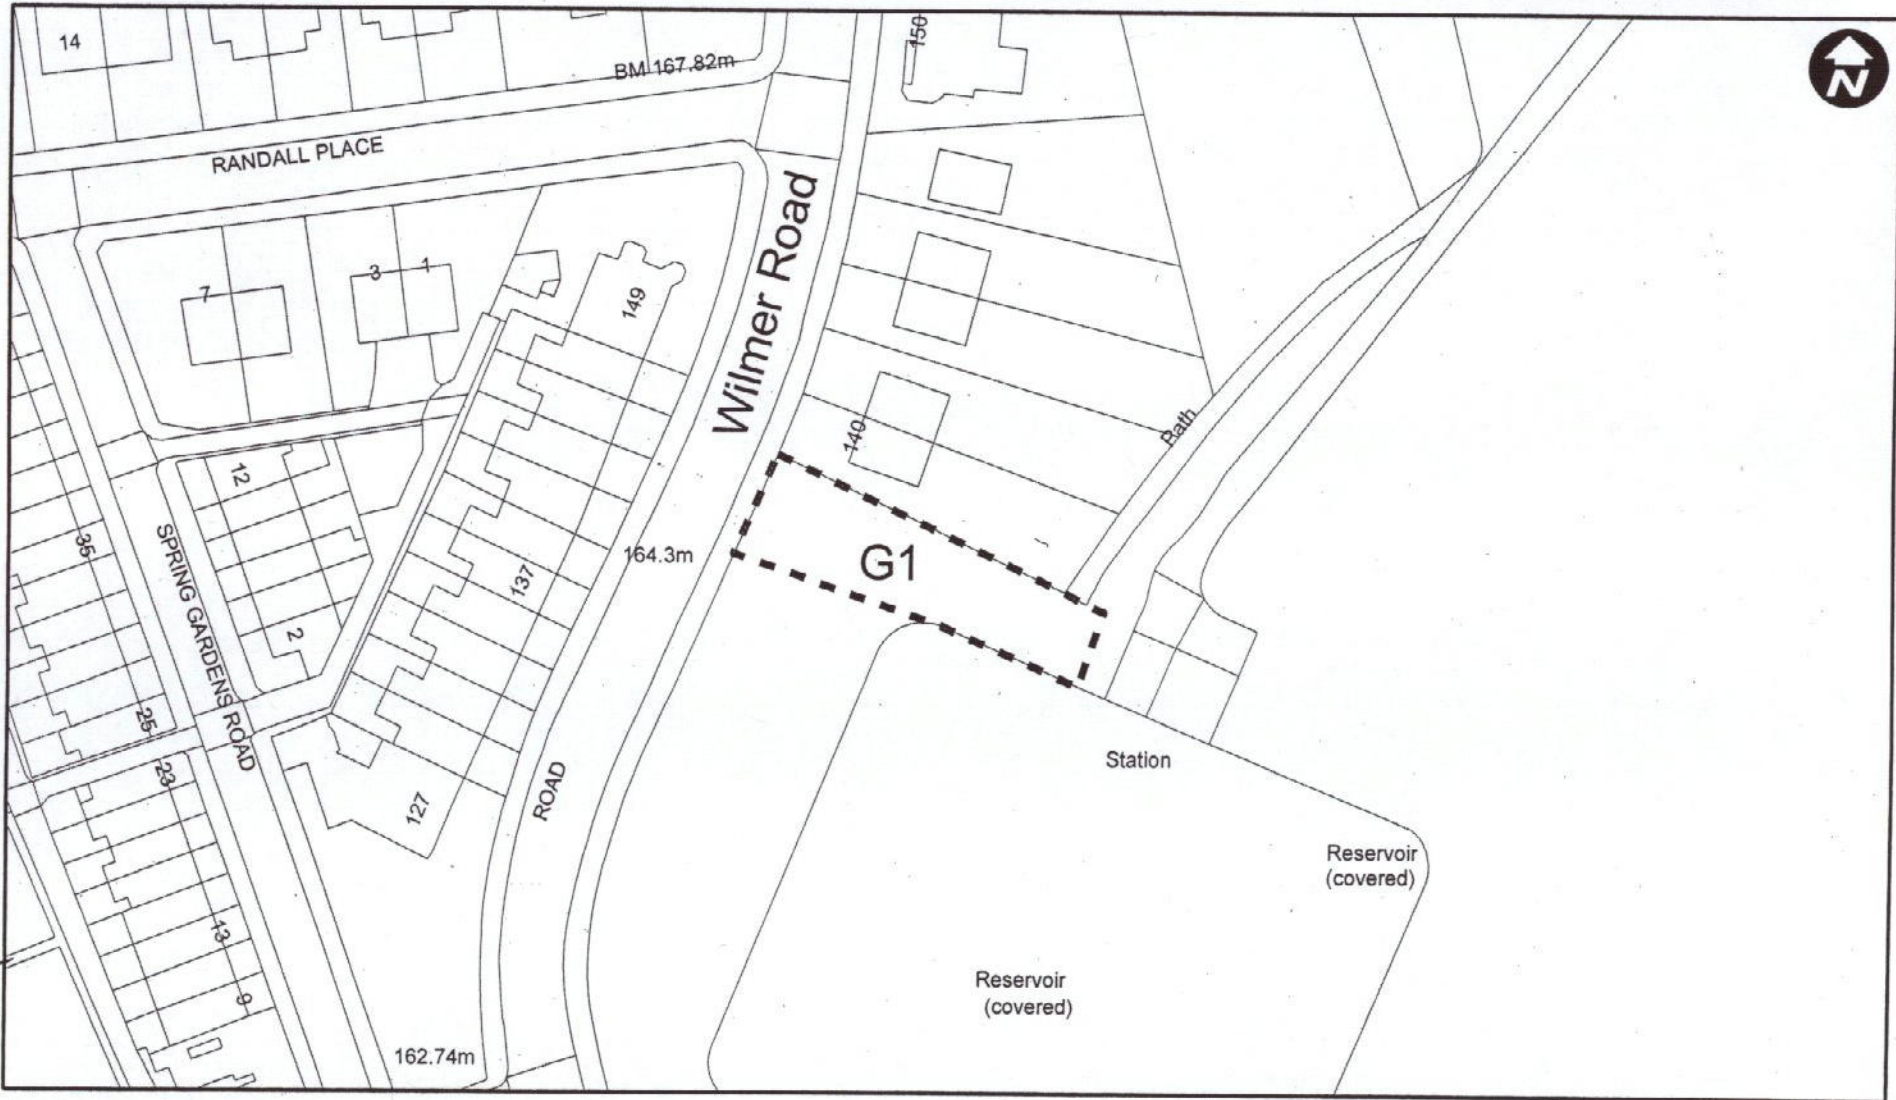 14
150
BM 167.82m
N
RANDALL PLACE
Wilmer Road
7
3
1
149
140
Path
12
35
SPRING GARDENS ROAD
164.3m
G1
137
2
25
23
127
ROAD
Station
Reservoir
(covered)
13
9
Reservoir
(covered)
162.74m